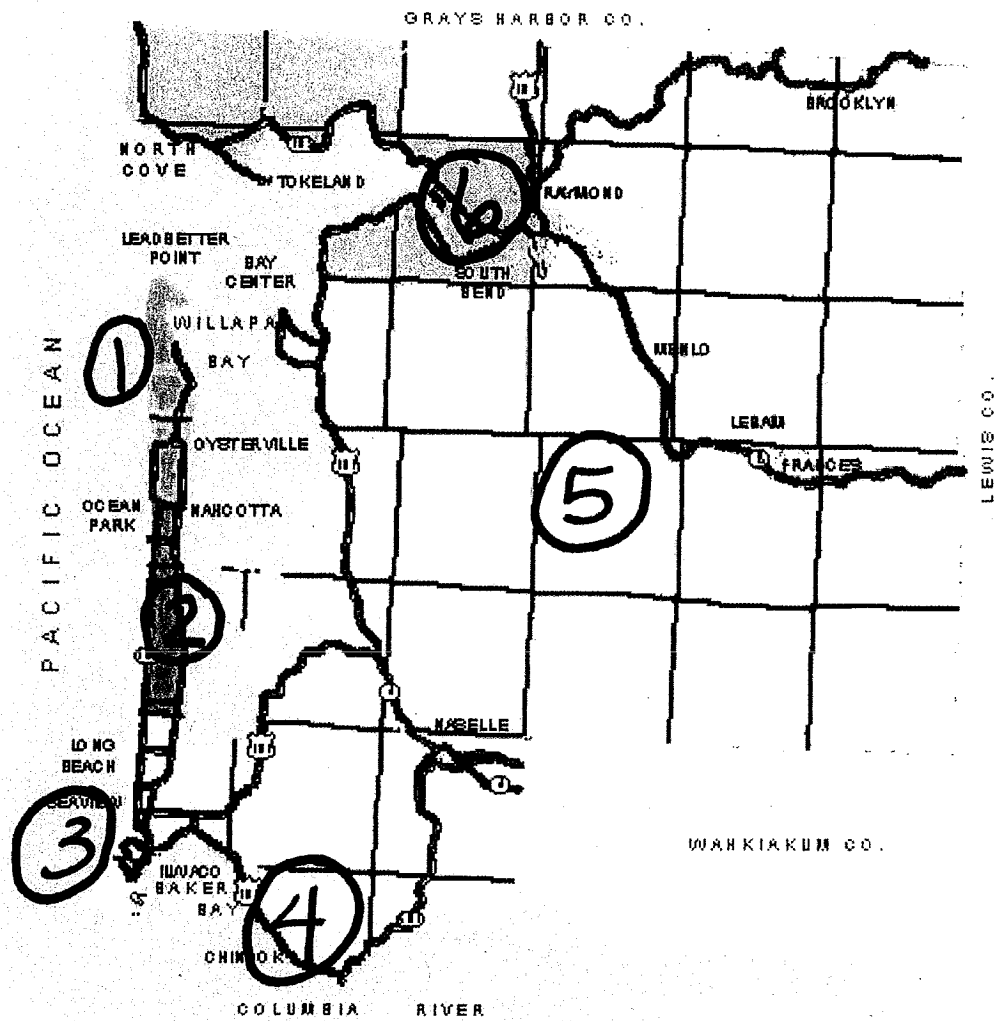 GRAYS HARBOR CO.
BROOKLYN
NORTH
COVE
TOKELAND
6
RAYMOND
LEADBETTER
POINT
BAY
CENTER
SOUTH
BEND
WILLAPA
BAY
1
MENLO
PACIFIC OCEAN
LEWIS CO.
OYSTERVILLE
LEBAM
FRANCES
5
OCEAN
PARK
NAHCOTTA
2
NASELLE
LONG
BEACH
SEAVIEW
3
WAHKIAKUM CO.
ILWACO
BAKER
BAY
4
CHINOOK
COLUMBIA RIVER